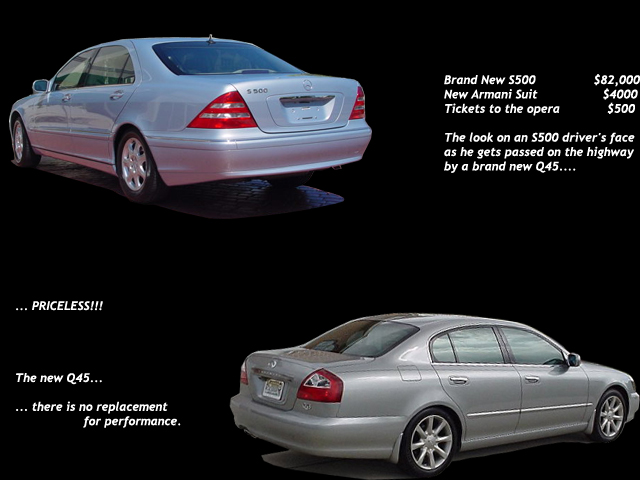 S 500
Brand New S500 $82,000
New Armani Suit $4000
Tickets to the opera $500
The look on an S500 driver's face
as he gets passed on the highway
by a brand new Q45....
... PRICELESS!!!
The new Q45...
... there is no replacement
for performance.